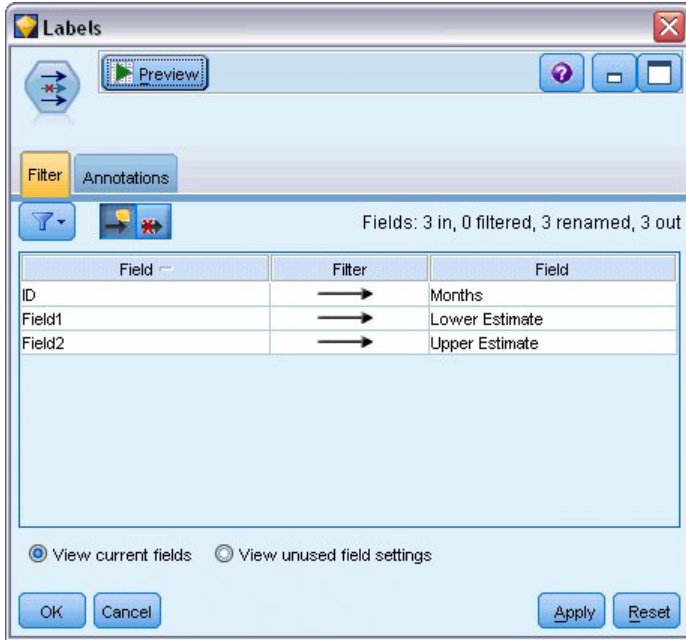 Labels
Preview
Filter Annotations
Fields: 3 in, 0 filtered, 3 renamed, 3 out
Field Filter Field
ID Months
Field1 Lower Estimate
Field2 Upper Estimate
View current fields View unused field settings
OK Cancel Apply Reset